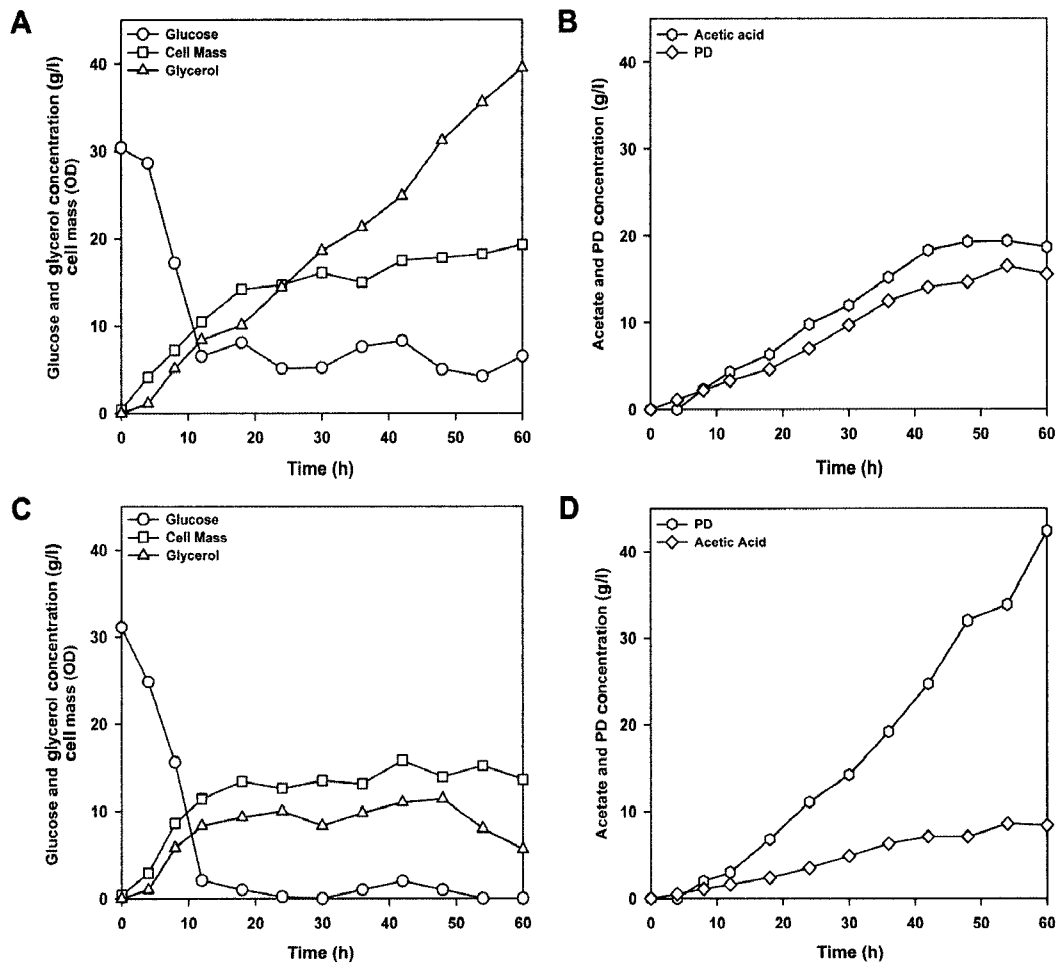 A
Glucose
Cell Mass
Glycerol
Glucose and glycerol concentration (g/l)
cell mass (OD)
40
30
20
10
0
0 10 20 30 40 50 60
Time (h)
B
Acetic acid
PD
Acetate and PD concentration (g/l)
40
30
20
10
0
0 10 20 30 40 50 60
Time (h)
C
Glucose
Cell Mass
Glycerol
Glucose and glycerol concentration (g/l)
cell mass (OD)
40
30
20
10
0
0 10 20 30 40 50 60
Time (h)
D
PD
Acetic Acid
Acetate and PD concentration (g/l)
40
30
20
10
0
0 10 20 30 40 50 60
Time (h)